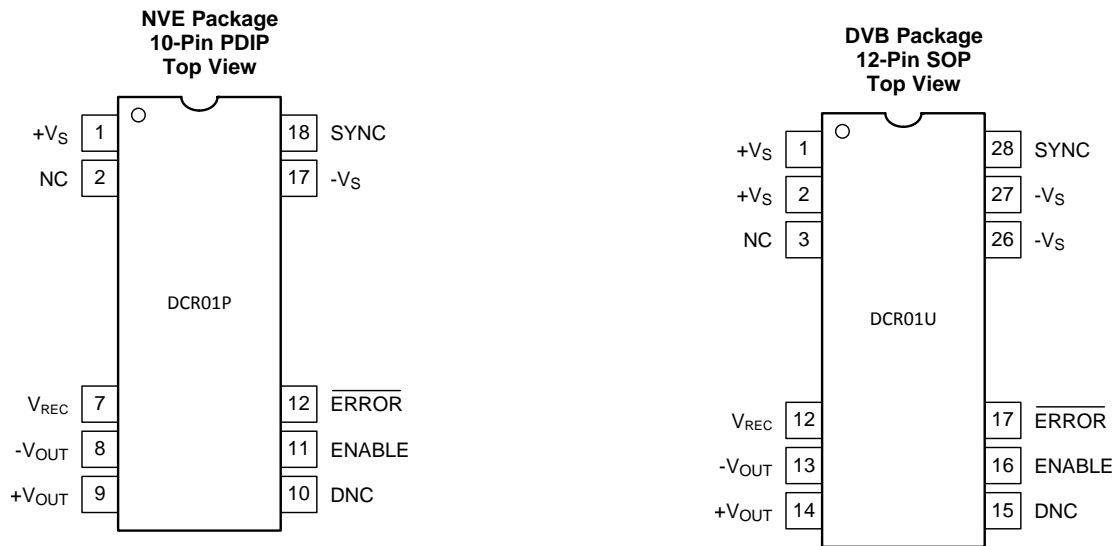 NVE Package
10-Pin PDIP
Top View
+VS 1 18 SYNC
NC 2 17 -VS
DCR01P
VREC 7 12 ERROR
-VOUT 8 11 ENABLE
+VOUT 9 10 DNC
DVB Package
12-Pin SOP
Top View
+VS 1 28 SYNC
+VS 2 27 -VS
NC 3 26 -VS
DCR01U
VREC 12 17 ERROR
-VOUT 13 16 ENABLE
+VOUT 14 15 DNC